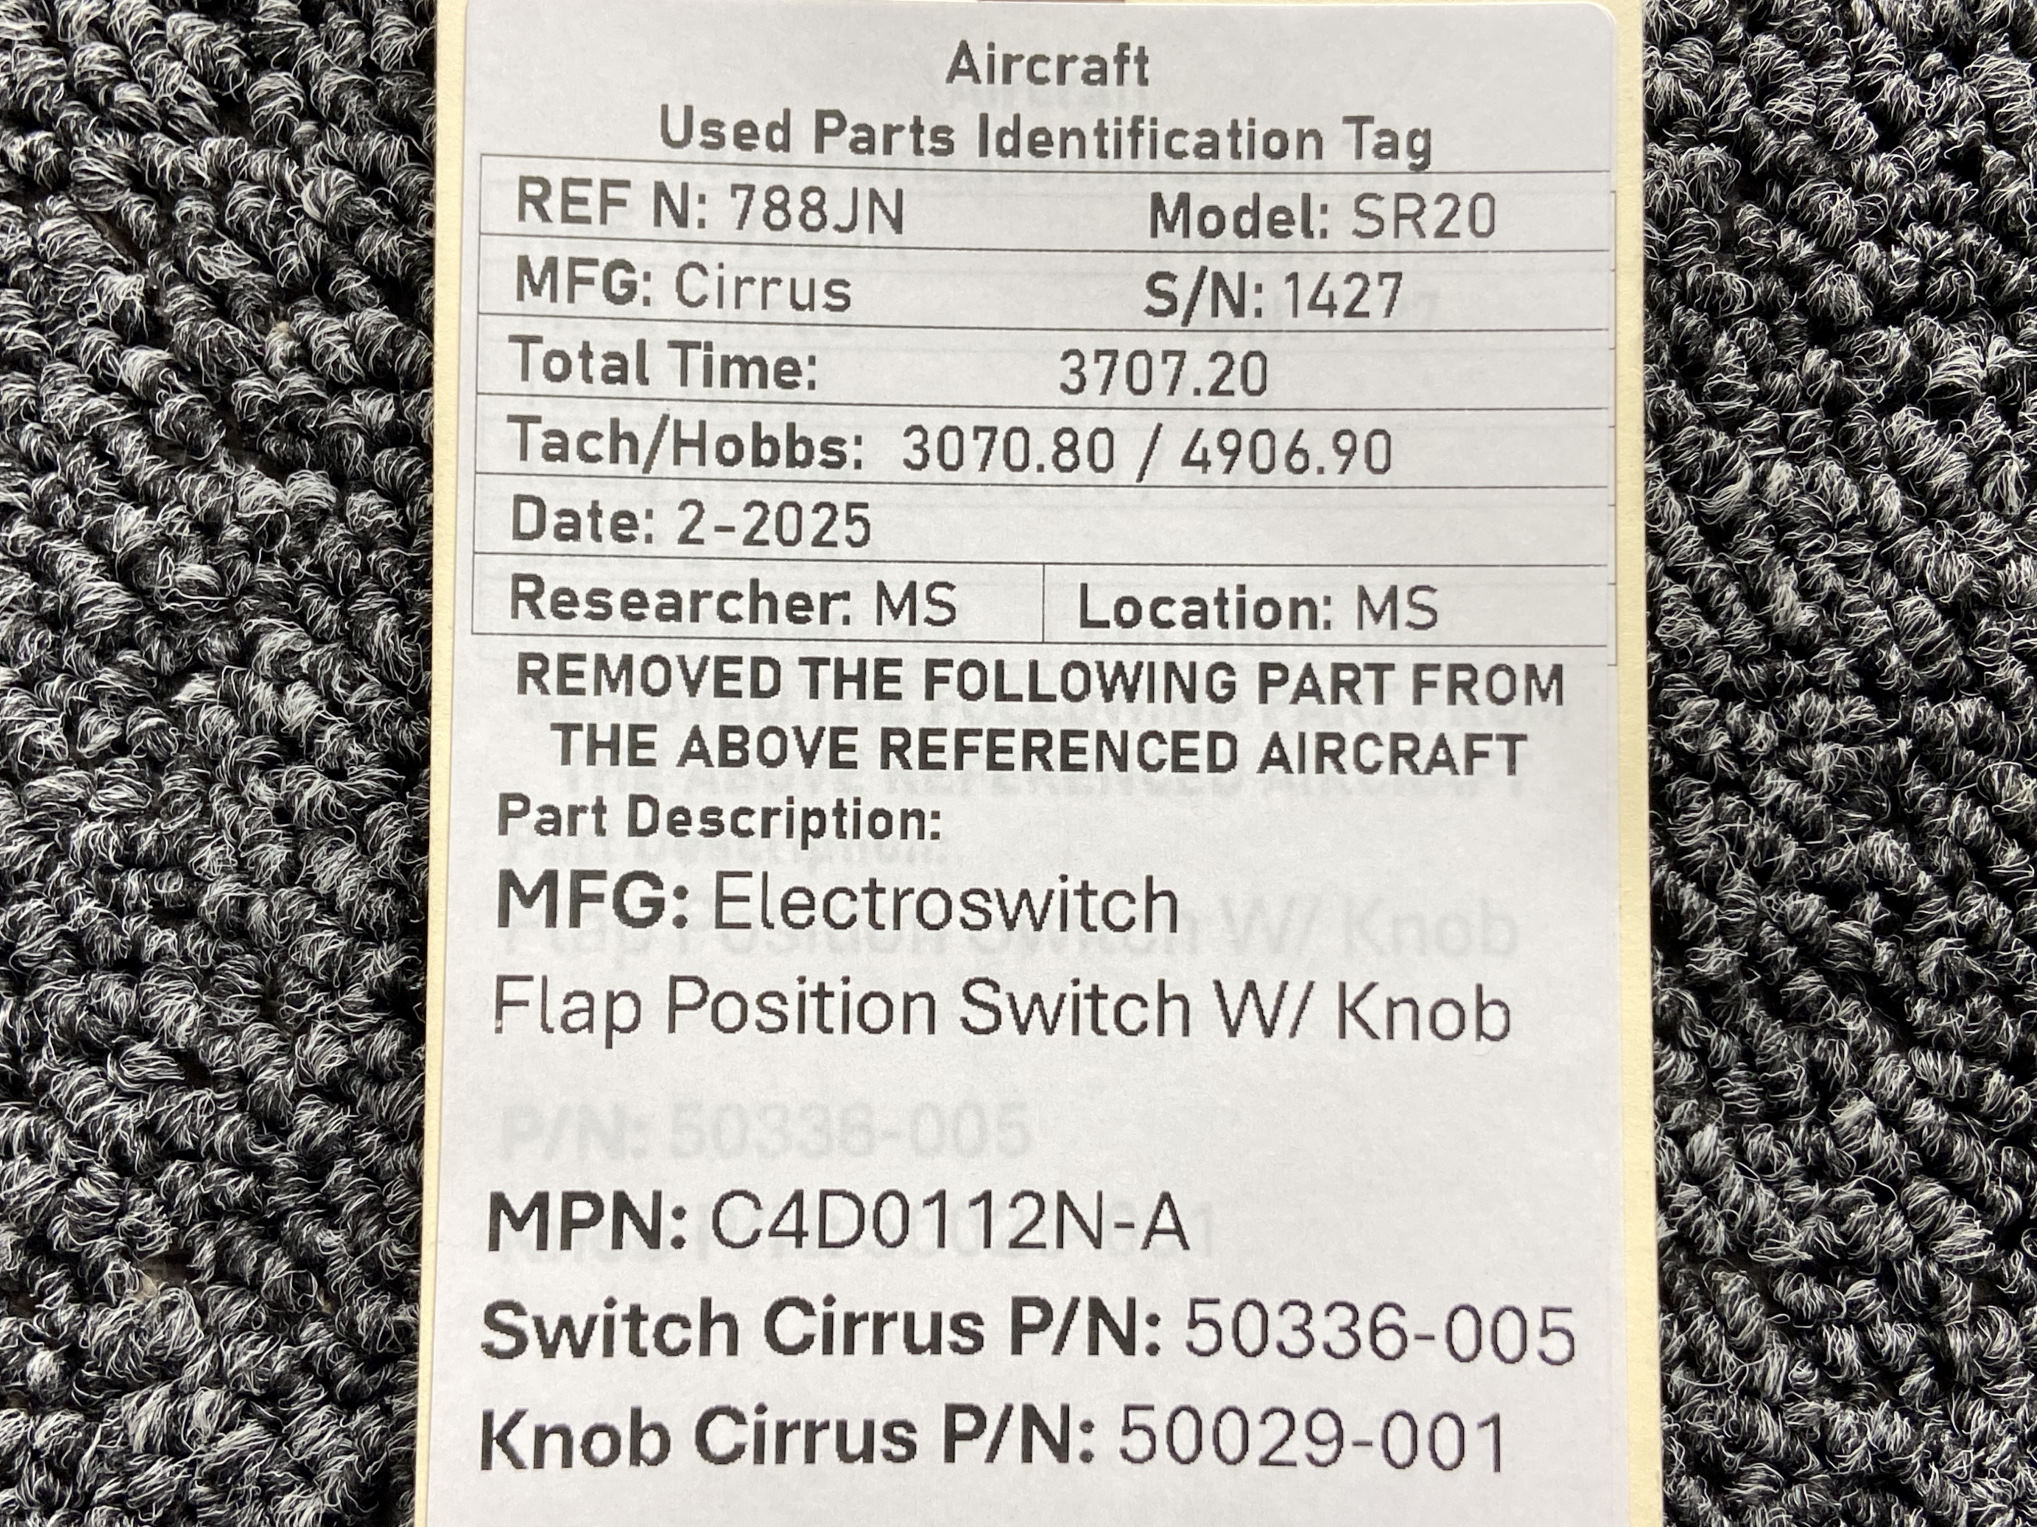 Aircraft
Used Parts Identification Tag
REF N: 788JN Model: SR20
MFG: Cirrus S/N: 1427
Total Time: 3707.20
Tach/Hobbs: 3070.80 / 4906.90
Date: 2-2025
Researcher: MS Location: MS
REMOVED THE FOLLOWING PART FROM
THE ABOVE REFERENCED AIRCRAFT
Part Description:
MFG: Electroswitch
Flap Position Switch W/ Knob
P/N: 50336-005
MPN: C4D0112N-A
Switch Cirrus P/N: 50336-005
Knob Cirrus P/N: 50029-001